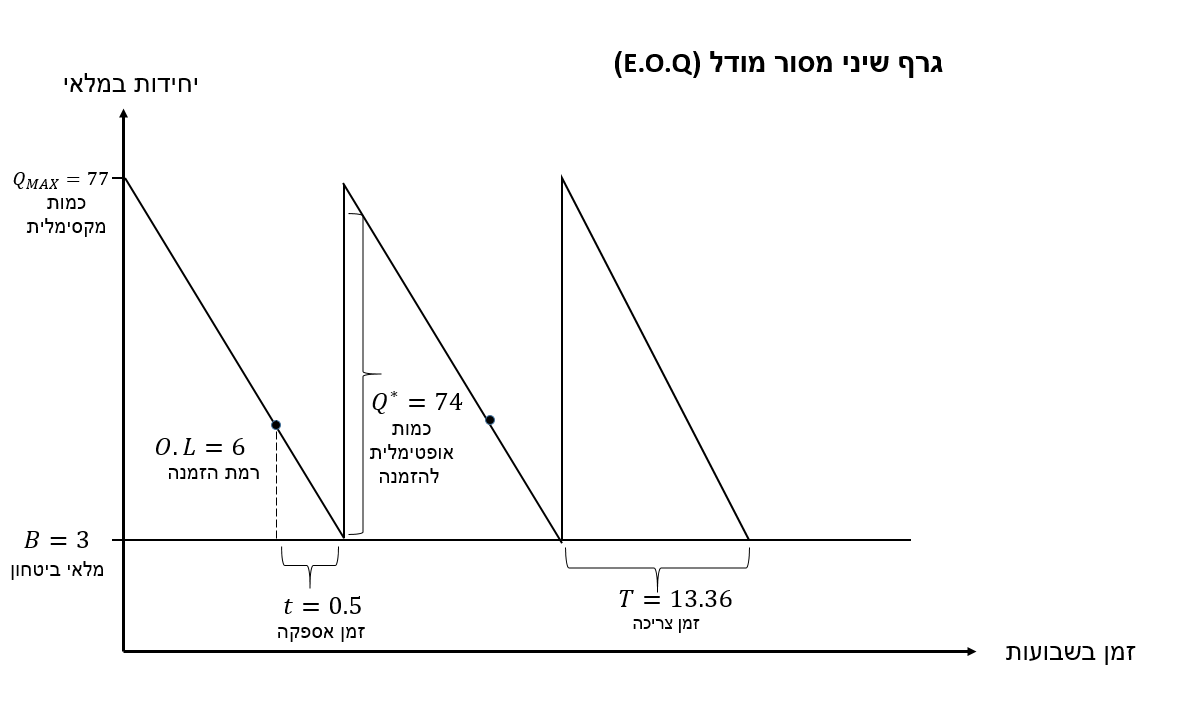 גרף שיני מסור מודל (E.O.Q)
יחידות במלאי
Q_MAX = 77
כמות
מקסימלית
Q* = 74
כמות
אופטימלית
להזמנה
O.L = 6
רמת הזמנה
B = 3
מלאי ביטחון
t = 0.5
זמן אספקה
T = 13.36
זמן צריכה
זמן בשבועות